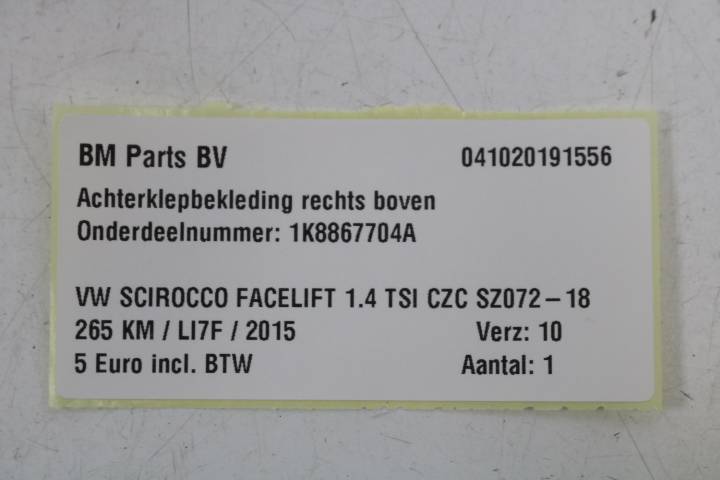 BM Parts BV 041020191556
Achterklepbekleding rechts boven
Onderdeelnummer: 1K8867704A
VW SCIROCCO FACELIFT 1.4 TSI CZC SZ072-18
265 KM / LI7F / 2015 Verz: 10
5 Euro incl. BTW Aantal: 1